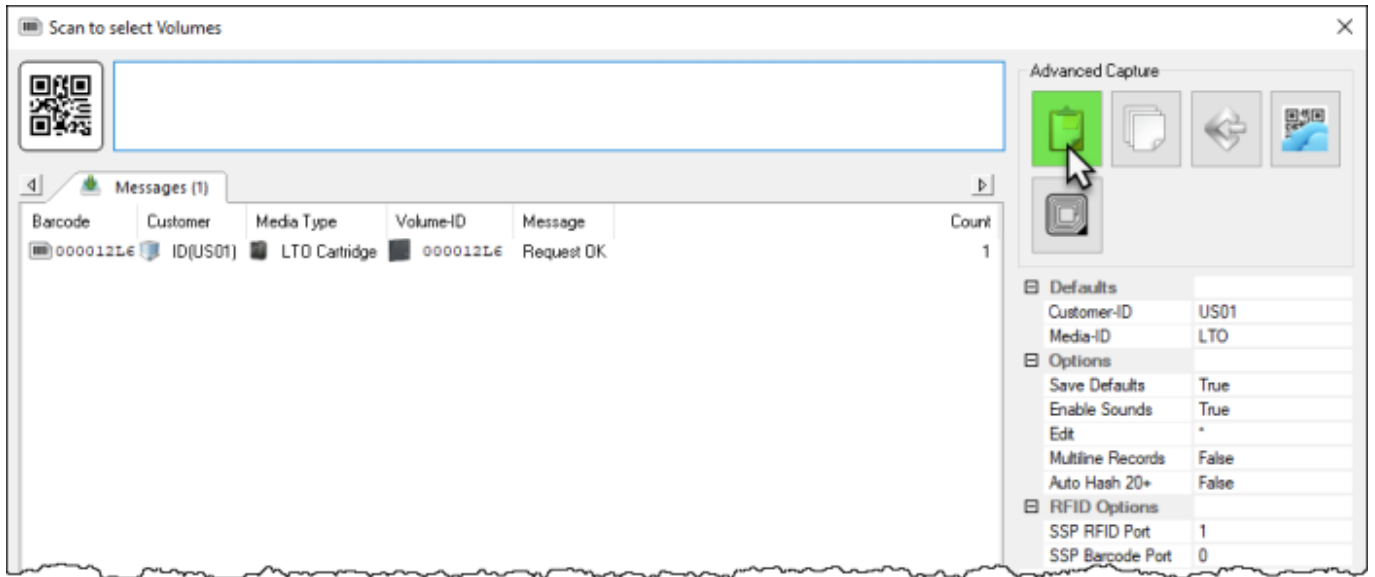 Scan to select Volumes
Advanced Capture
Messages (1)
Barcode Customer Media Type Volume-ID Message Count
000012L6 ID(US01) LTO Cartridge 000012L6 Request OK 1
Defaults
Customer-ID US01
Media-ID LTO
Options
Save Defaults True
Enable Sounds True
Edit *
Multiline Records False
Auto Hash 20+ False
RFID Options
SSP RFID Port 1
SSP Barcode Port 0